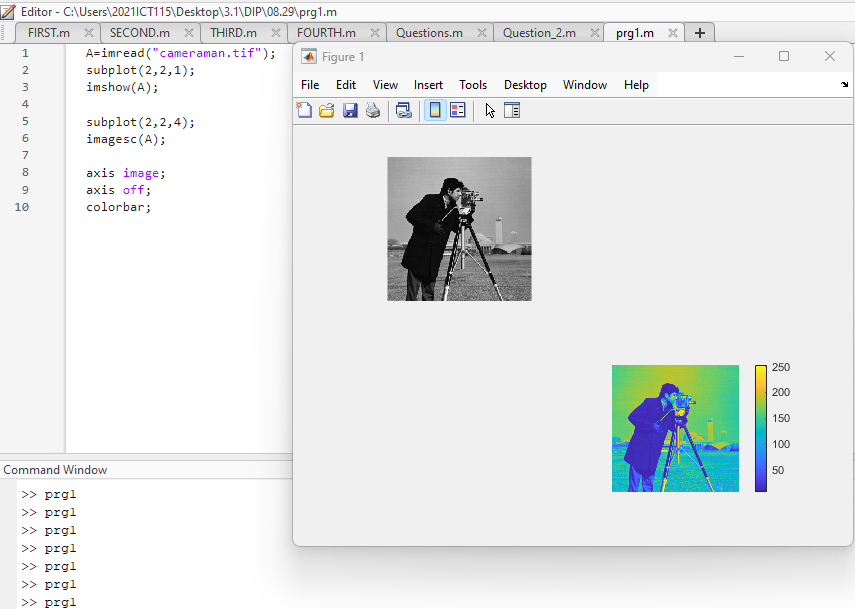 Editor - C:\Users\2021ICT115\Desktop\3.1\DIP\08.29\prg1.m
FIRST.m SECOND.m THIRD.m FOURTH.m Questions.m Question_2.m prg1.m
1 A=imread("cameraman.tif");
2 subplot(2,2,1);
3 imshow(A);
4
5 subplot(2,2,4);
6 imagesc(A);
7
8 axis image;
9 axis off;
10 colorbar;
Figure 1
File Edit View Insert Tools Desktop Window Help
250
200
150
100
50
Command Window
>> prg1
>> prg1
>> prg1
>> prg1
>> prg1
>> prg1
>> prg1